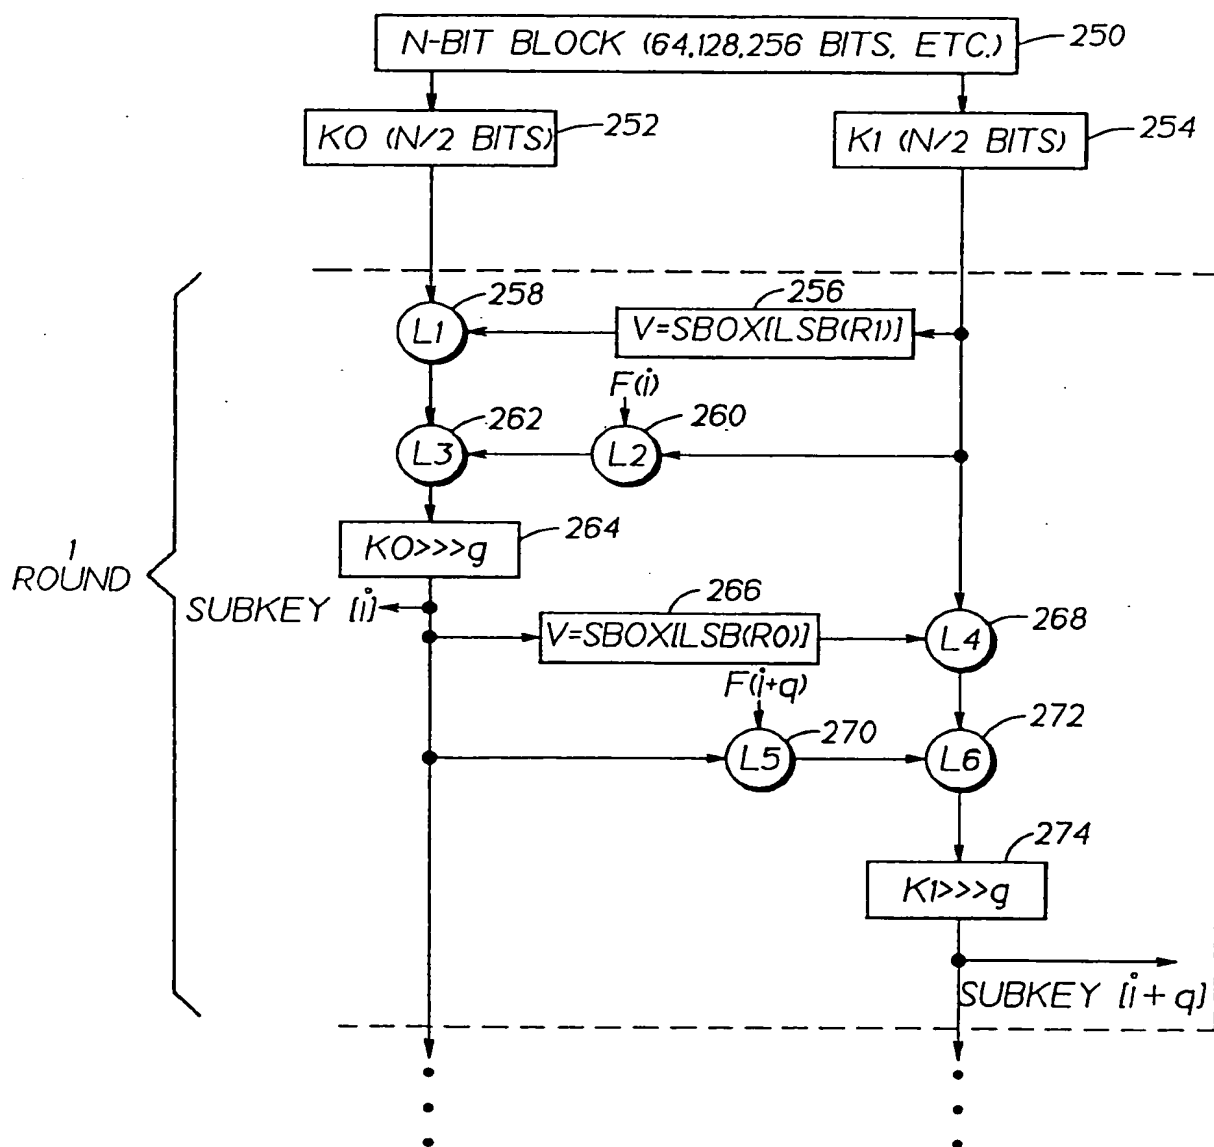 N-BIT BLOCK (64,128,256 BITS, ETC.)
250
K0 (N/2 BITS)
252
K1 (N/2 BITS)
254
258
L1
256
V=SBOX[LSB(R1)]
F(i)
262
L3
260
L2
264
K0>>>g
1
ROUND
SUBKEY [i]
266
V=SBOX[LSB(R0)]
268
L4
F(i+q)
270
L5
272
L6
274
K1>>>g
SUBKEY [i+q]